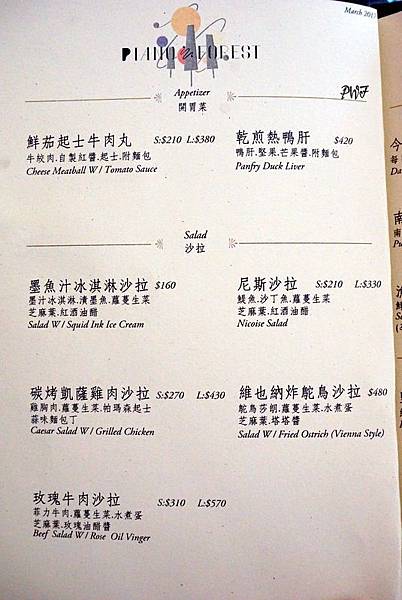 March 2017
PIANO & FOREST
Appetizer
開胃菜
PWF
鮮茄起士牛肉丸 S:$210 L:$380
牛絞肉.自製紅醬.起士.附麵包
Cheese Meatball W / Tomato Sauce
乾煎熱鴨肝 $420
鴨肝.堅果.芒果醬.附麵包
Panfry Duck Liver
Salad
沙拉
墨魚汁冰淇淋沙拉 $160
墨汁冰淇淋.漬墨魚.蘿蔓生菜
芝麻葉.紅酒油醋
Salad W / Squid Ink Ice Cream
尼斯沙拉 S:$210 L:$330
鯷魚.沙丁魚.蘿蔓生菜
芝麻葉.紅酒油醋
Nicoise Salad
碳烤凱薩雞肉沙拉 S:$270 L:$430
雞胸肉.蘿蔓生菜.帕瑪森起士
蒜味麵包丁
Caesar Salad W / Grilled Chicken
維也納炸鴕鳥沙拉 $480
鴕鳥莎朗.蘿蔓生菜.水煮蛋
芝麻葉.塔塔醬
Salad W / Fried Ostrich (Vienna Style)
玫瑰牛肉沙拉 S:$310 L:$570
菲力牛肉.蘿蔓生菜.水煮蛋
芝麻葉.玫瑰油醋醬
Beef Salad W / Rose Oil Vinger